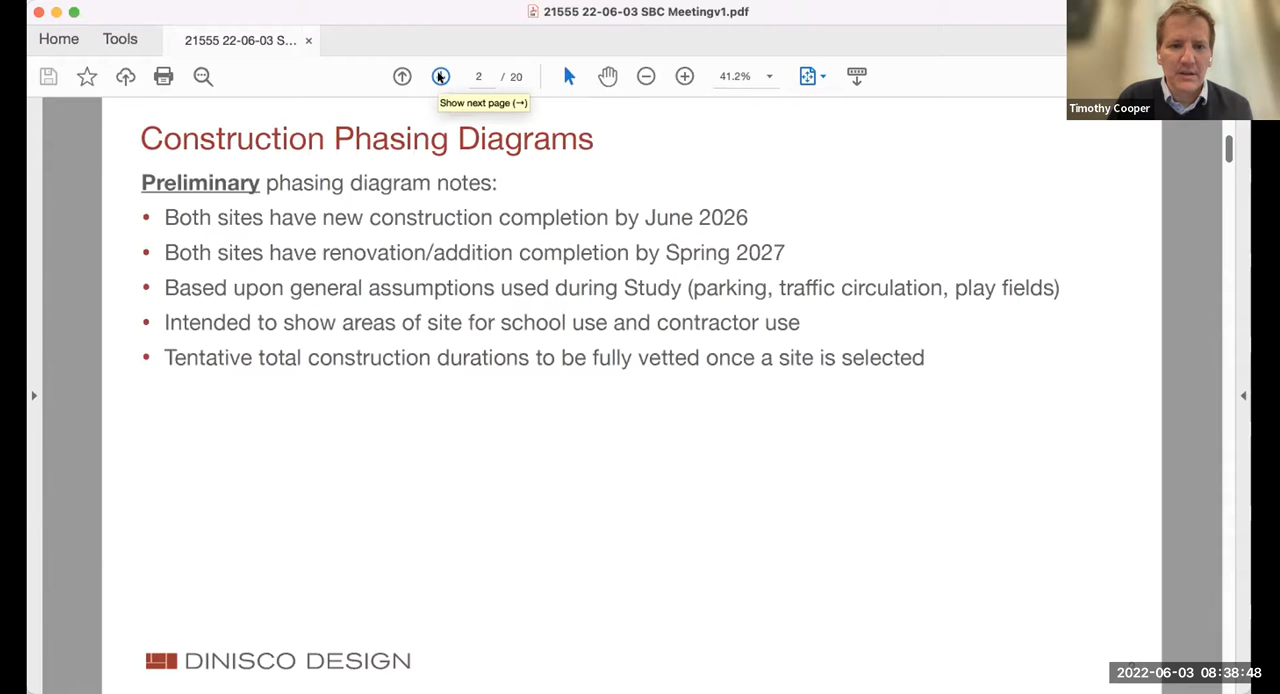 21555 22-06-03 SBC Meetingv1.pdf
Home Tools 21555 22-06-03 S... ×
2 / 20 41.2%
Show next page (→)
Timothy Cooper
Construction Phasing Diagrams
Preliminary phasing diagram notes:
• Both sites have new construction completion by June 2026
• Both sites have renovation/addition completion by Spring 2027
• Based upon general assumptions used during Study (parking, traffic circulation, play fields)
• Intended to show areas of site for school use and contractor use
• Tentative total construction durations to be fully vetted once a site is selected
DINISCO DESIGN
2022-06-03 08:38:48